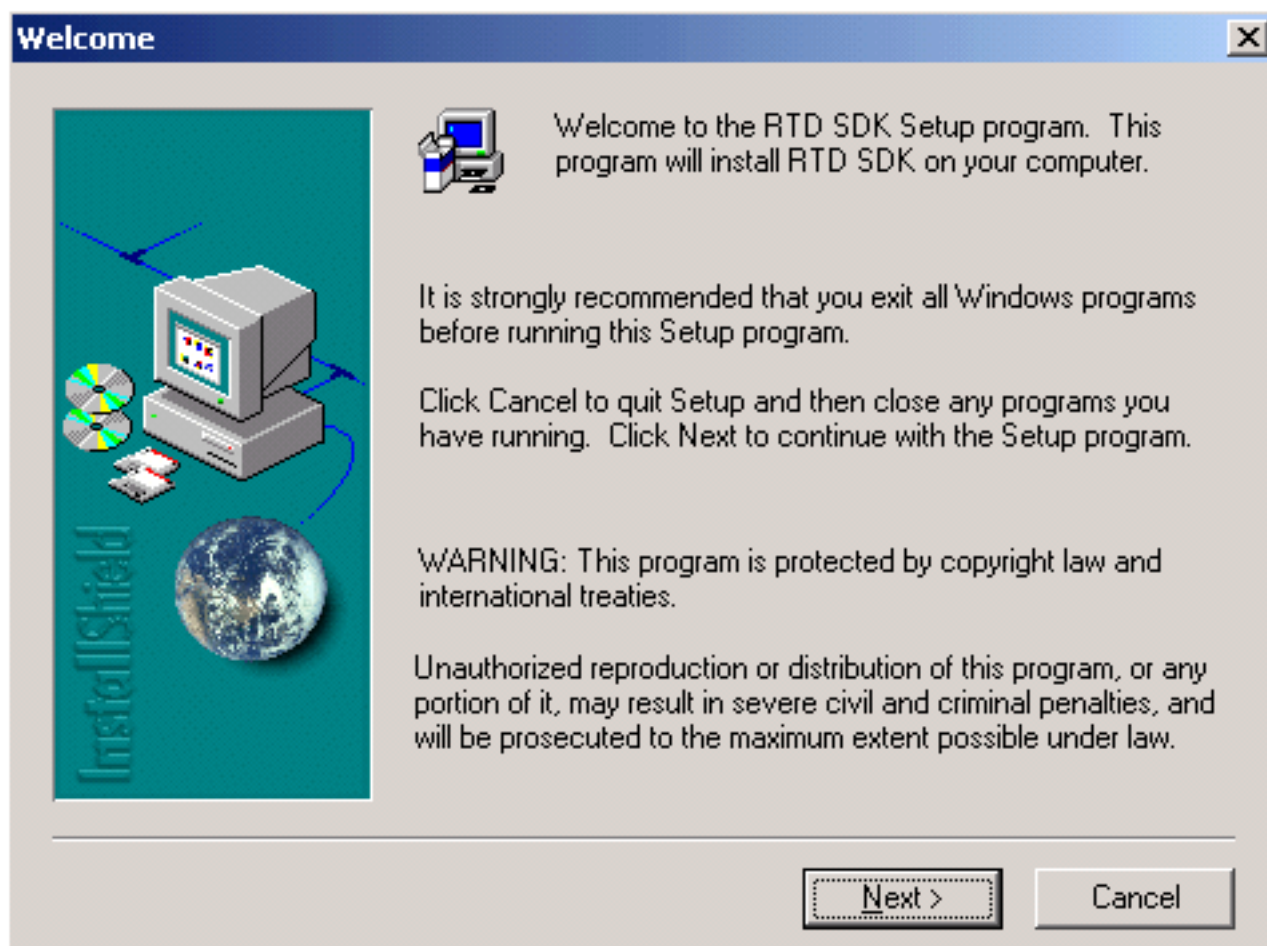 Welcome
Welcome to the RTD SDK Setup program.  This
program will install RTD SDK on your computer.
It is strongly recommended that you exit all Windows programs
before running this Setup program.
Click Cancel to quit Setup and then close any programs you
have running.  Click Next to continue with the Setup program.
WARNING: This program is protected by copyright law and
international treaties.
Unauthorized reproduction or distribution of this program, or any
portion of it, may result in severe civil and criminal penalties, and
will be prosecuted to the maximum extent possible under law.
InstallShield
Next >
Cancel